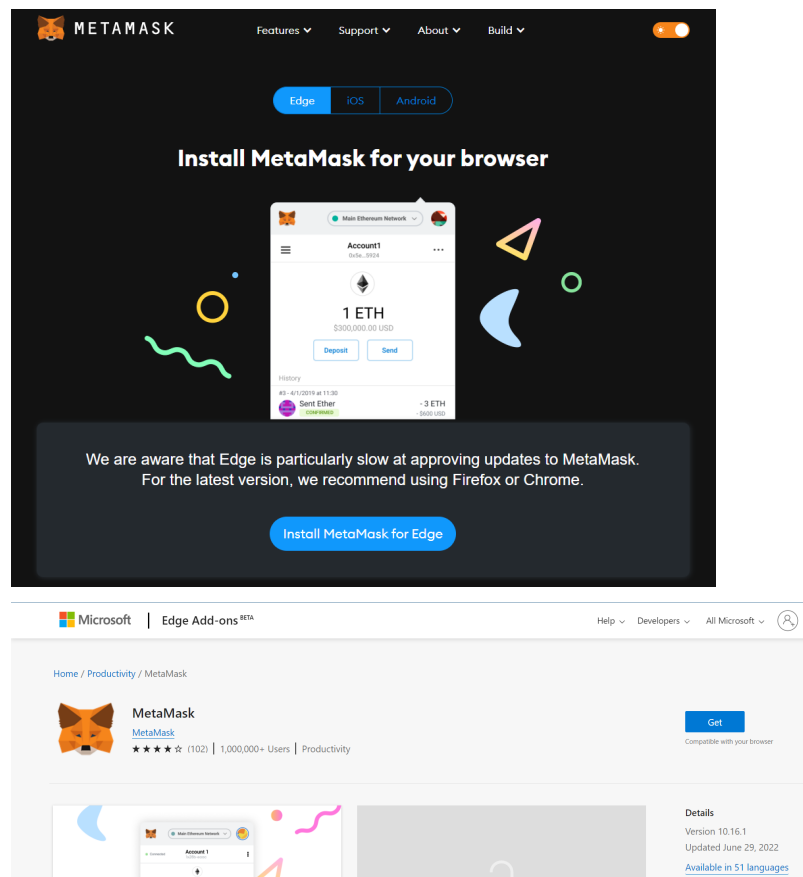 METAMASK
Features Support About Build
Edge iOS Android
Install MetaMask for your browser
Main Ethereum Network
Account1
0x5e...5924
1 ETH
$300,000.00 USD
Deposit Send
History
#3 - 4/1/2019 at 11:30
Sent Ether - 3 ETH
CONFIRMED - $600 USD
We are aware that Edge is particularly slow at approving updates to MetaMask.
For the latest version, we recommend using Firefox or Chrome.
Install MetaMask for Edge
Microsoft Edge Add-ons BETA Help Developers All Microsoft
Home / Productivity / MetaMask
MetaMask
MetaMask
(102) 1,000,000+ Users Productivity
Get
Compatible with your browser
Details
Version 10.16.1
Updated June 29, 2022
Available in 51 languages
Main Ethereum Network
Account 1